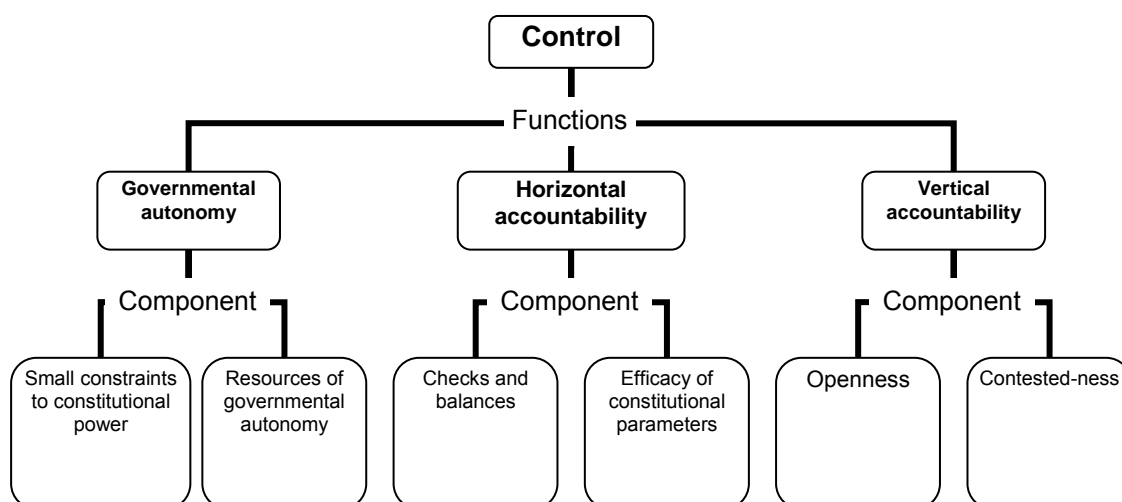 Control
Functions
Governmental
autonomy
Horizontal
accountability
Vertical
accountability
Component
Component
Component
Small constraints
to constitutional
power
Resources of
governmental
autonomy
Checks and
balances
Efficacy of
constitutional
parameters
Openness
Contested-ness